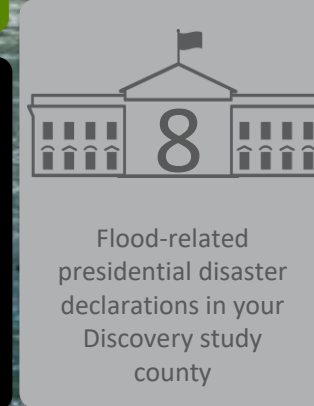 8
Flood-related
presidential disaster
declarations in your
Discovery study
county